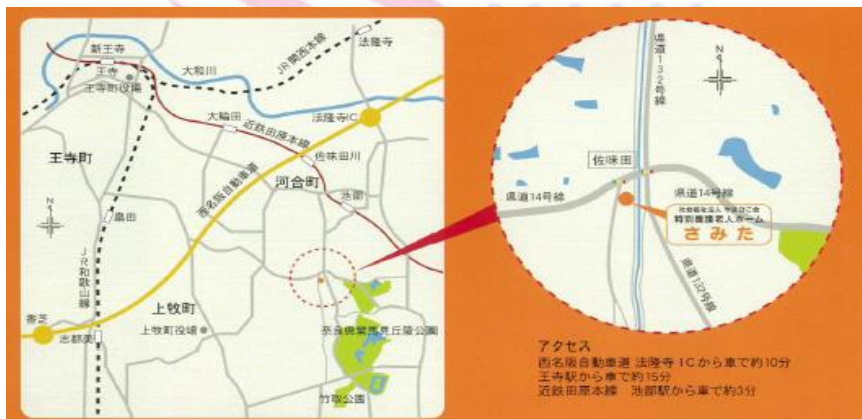 新王寺
王寺
王寺町役場
大和川
JR関西本線
法隆寺
大輪田
近鉄田原本線
法隆寺IC
佐味田川
王寺町
西名阪自動車道
河合町
池部
畠田
JR和歌山線
上牧町
香芝
志都美
上牧町役場
奈良県営馬見丘陵公園
竹取公園
N
県道132号線
N
佐味田
県道14号線
県道14号線
特別養護老人ホーム
さみた
県道132号線
アクセス
西名阪自動車道 法隆寺ICから車で約10分
王寺駅から車で約15分
近鉄田原本線 池部駅から車で約3分